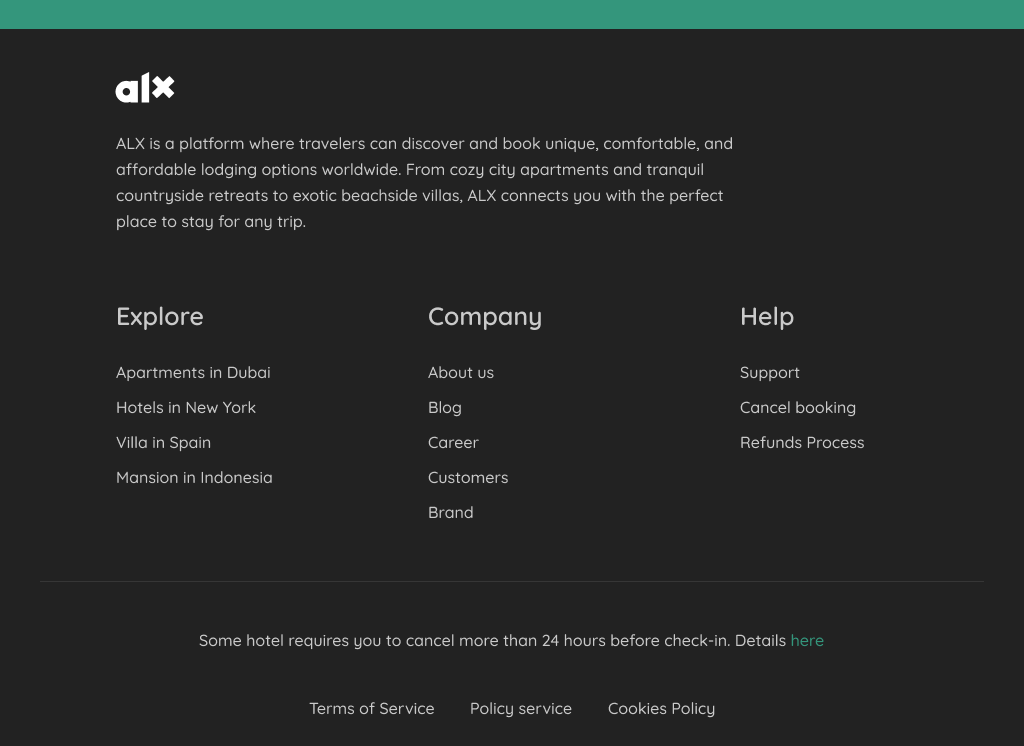 alx
ALX is a platform where travelers can discover and book unique, comfortable, and
affordable lodging options worldwide. From cozy city apartments and tranquil
countryside retreats to exotic beachside villas, ALX connects you with the perfect
place to stay for any trip.
Explore
Apartments in Dubai
Hotels in New York
Villa in Spain
Mansion in Indonesia
Company
About us
Blog
Career
Customers
Brand
Help
Support
Cancel booking
Refunds Process
Some hotel requires you to cancel more than 24 hours before check-in. Details here
Terms of Service Policy service Cookies Policy